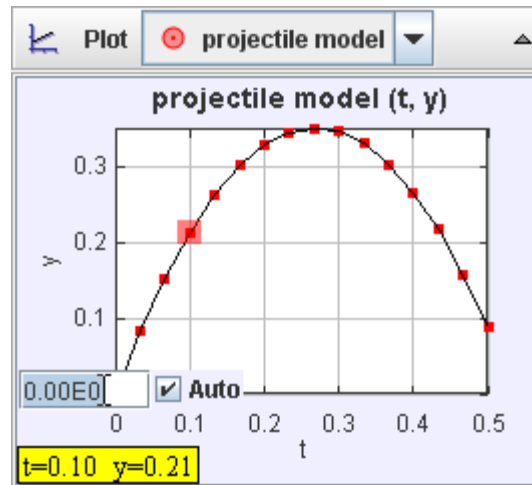 Plot projectile model
projectile model (t, y)
0.3
0.2
y
0.1
0.00E0 Auto
0 0.1 0.2 0.3 0.4 0.5
t
t=0.10 y=0.21